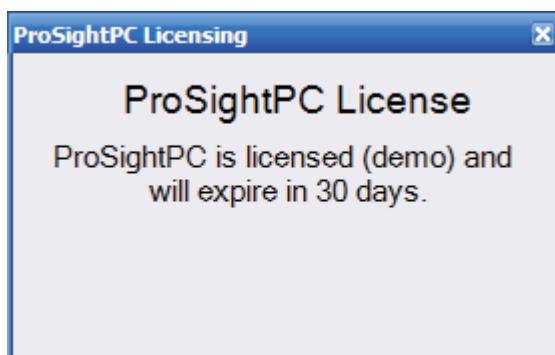 ProSightPC Licensing
ProSightPC License
ProSightPC is licensed (demo) and
will expire in 30 days.